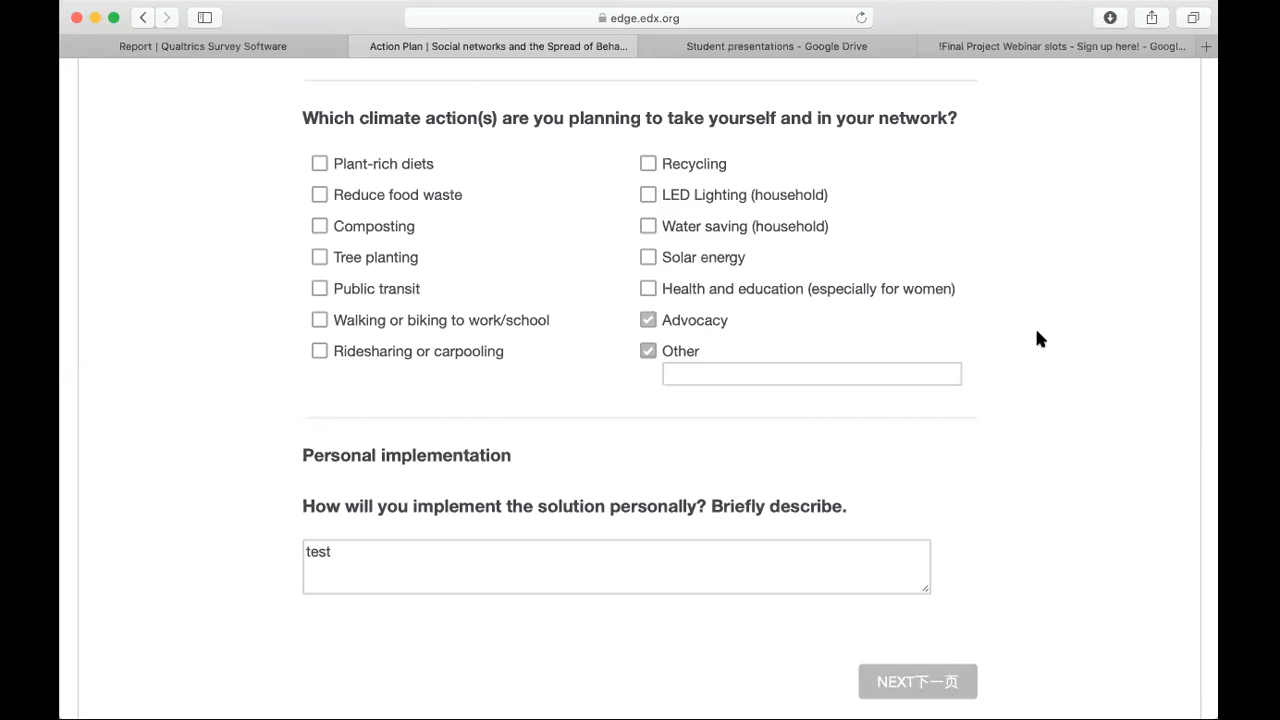 edge.edx.org
Report | Qualtrics Survey Software
Action Plan | Social networks and the Spread of Beha...
Student presentations - Google Drive
!Final Project Webinar slots - Sign up here! - Googl...
Which climate action(s) are you planning to take yourself and in your network?
Plant-rich diets
Recycling
Reduce food waste
LED Lighting (household)
Composting
Water saving (household)
Tree planting
Solar energy
Public transit
Health and education (especially for women)
Walking or biking to work/school
Advocacy
Ridesharing or carpooling
Other
Personal implementation
How will you implement the solution personally? Briefly describe.
test
NEXT下一页